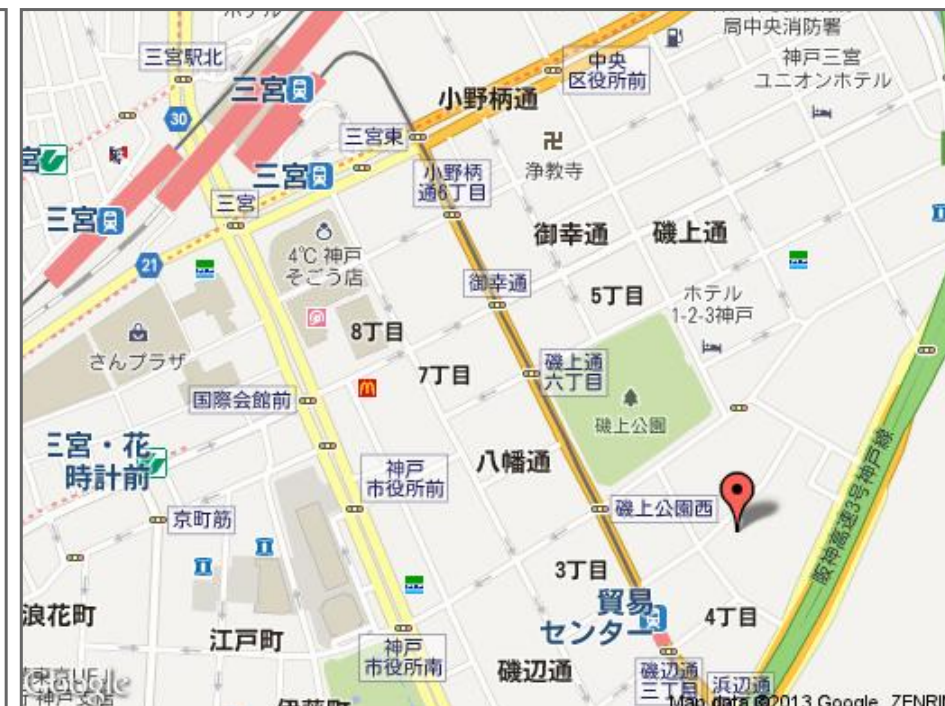 ホテル
局中央消防署
三宮駅北
中央
区役所前
神戸三宮
ユニオンホテル
三宮
小野柄通
30
三宮東
浄教寺
三宮
小野柄
通6丁目
三宮
三宮
御幸通
磯上通
4℃ 神戸
そごう店
21
御幸通
5丁目
ホテル
1-2-3神戸
8丁目
さんプラザ
7丁目
磯上通
六丁目
国際会館前
磯上公園
三宮・花
時計前
神戸
市役所前
八幡通
京町筋
磯上公園西
阪神高速3号神戸線
3丁目
貿易
センター
4丁目
浪花町
江戸町
神戸
市役所南
磯辺通
磯辺通
三丁目
浜辺通
Google
Map data ©2013 Google, ZENRI